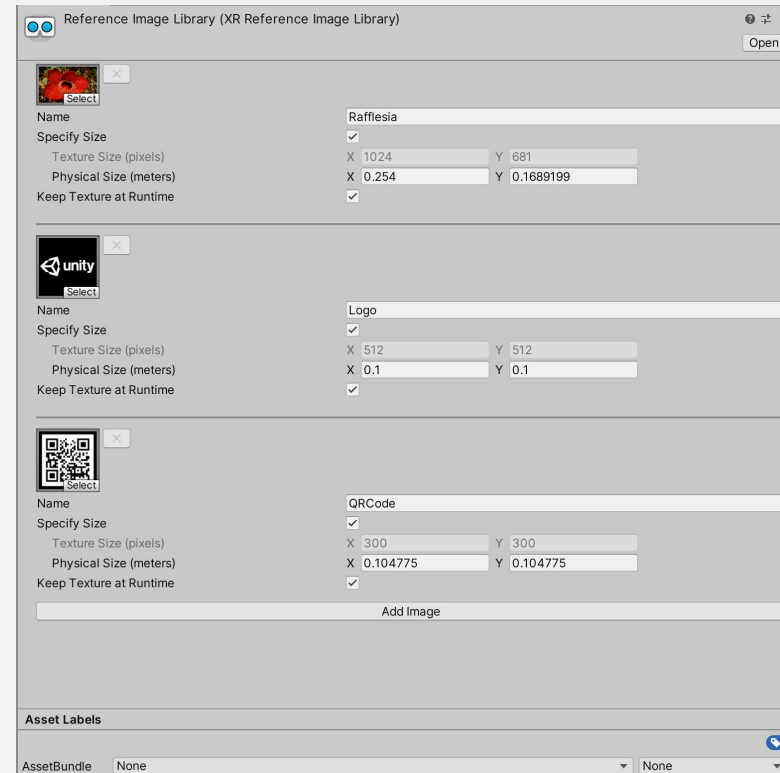 Reference Image Library (XR Reference Image Library)
Open
Select
Name Rafflesia
Specify Size
Texture Size (pixels) X 1024 Y 681
Physical Size (meters) X 0.254 Y 0.1689199
Keep Texture at Runtime
unity
Select
Name Logo
Specify Size
Texture Size (pixels) X 512 Y 512
Physical Size (meters) X 0.1 Y 0.1
Keep Texture at Runtime
Select
Name QRCode
Specify Size
Texture Size (pixels) X 300 Y 300
Physical Size (meters) X 0.104775 Y 0.104775
Keep Texture at Runtime
Add Image
Asset Labels
AssetBundle None None